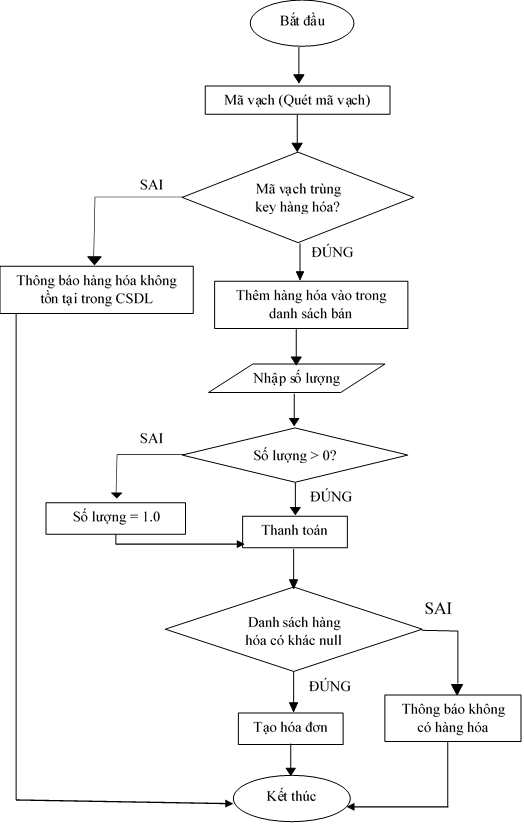 Bắt đầu
Mã vạch (Quét mã vạch)
SAI
Mã vạch trùng
key hàng hóa?
ĐÚNG
Thông báo hàng hóa không
tồn tại trong CSDL
Thêm hàng hóa vào trong
danh sách bán
Nhập số lượng
SAI
Số lượng > 0?
ĐÚNG
Số lượng = 1.0
Thanh toán
Danh sách hàng
hóa có khác null
SAI
ĐÚNG
Thông báo không
có hàng hóa
Tạo hóa đơn
Kết thúc